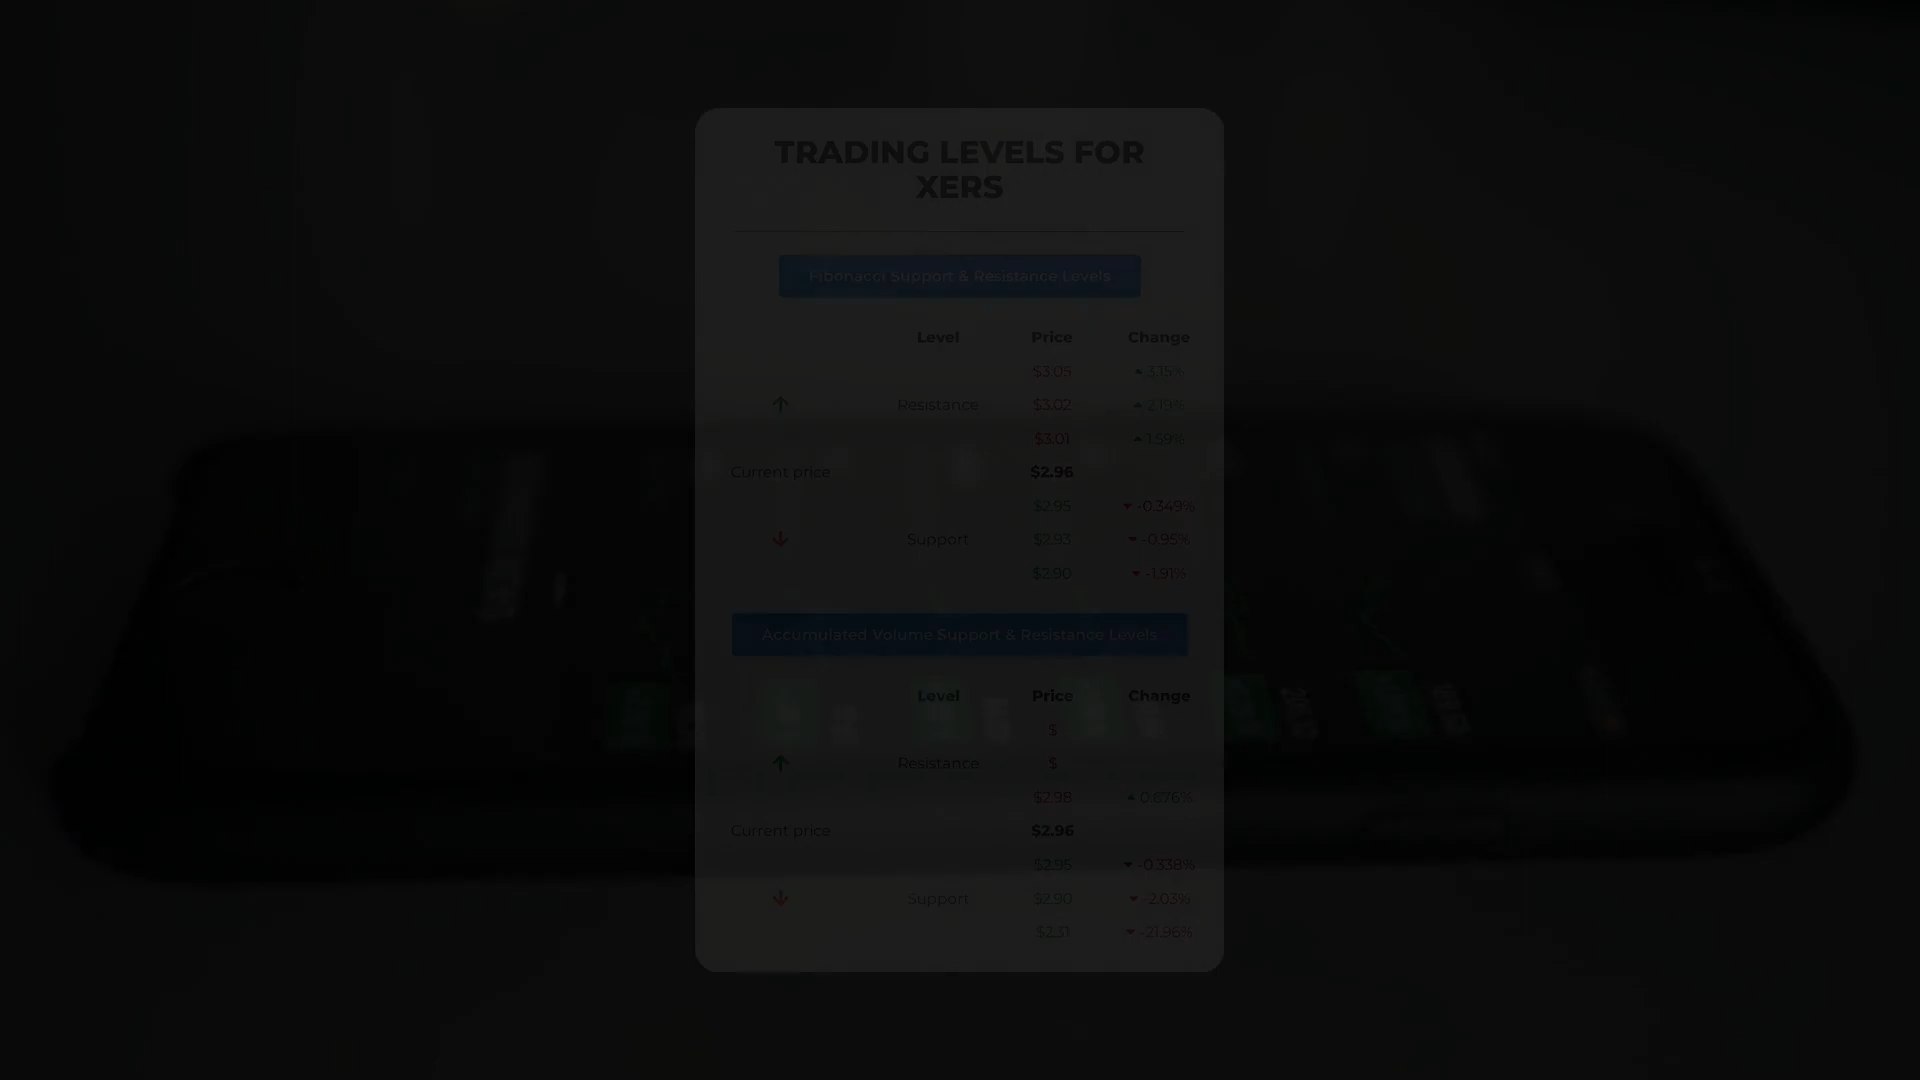 TRADING LEVELS FOR
XERS
Fibonacci Support & Resistance Levels
Level Price Change
$3.05 3.15%
Resistance $3.02 2.19%
$3.01 1.59%
Current price $2.96
$2.95 -0.349%
Support $2.93 -0.95%
$2.90 -1.91%
Accumulated Volume Support & Resistance Levels
Level Price Change
$
Resistance $
$2.98 0.676%
Current price $2.96
$2.95 -0.338%
Support $2.90 -2.03%
$2.31 -21.96%